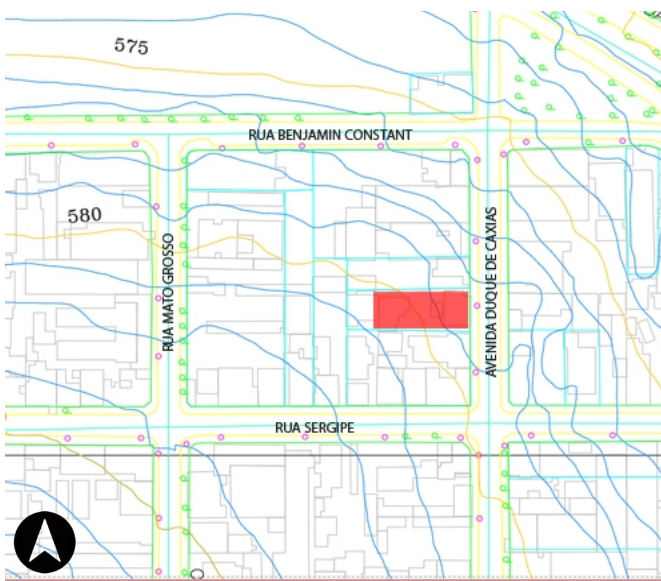 575
RUA BENJAMIN CONSTANT
580
RUA MATO GROSSO
AVENIDA DUQUE DE CAXIAS
RUA SERGIPE